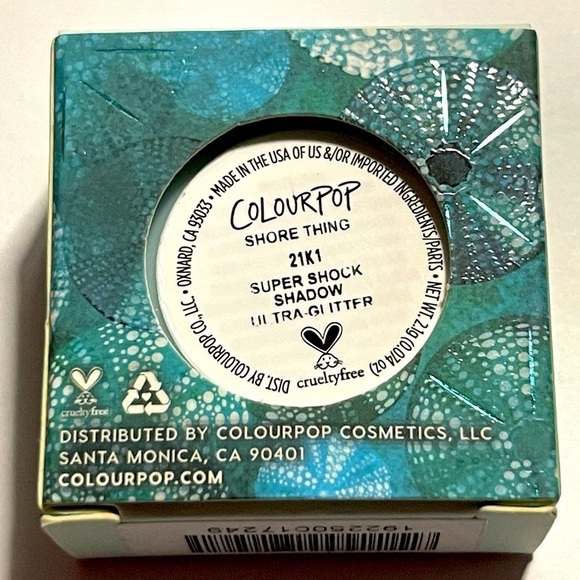 MADE IN THE USA OF US &/OR IMPORTED INGREDIENTS/PARTS • NET WT. 2.1g (0.074 oz) •
DIST. BY COLOURPOP CO., LLC • OXNARD, CA 93033 •
COLOURPOP
SHORE THING
21K1
SUPER SHOCK
SHADOW
ULTRA-GLITTER
crueltyfree
crueltyfree
DISTRIBUTED BY COLOURPOP COSMETICS, LLC
SANTA MONICA, CA 90401
COLOURPOP.COM
192250017249